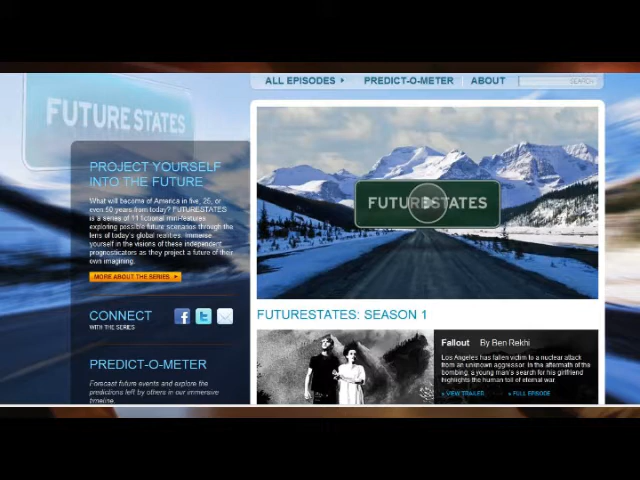 ALL EPISODES
PREDICT-O-METER
ABOUT
SEARCH
FUTURE STATES
PROJECT YOURSELF
INTO THE FUTURE
What will become of America in five, 25, or
even 50 years from today? FUTURESTATES
is a series of 11 fictional mini-features
exploring possible future scenarios through the
lens of today's global realities. Immerse
yourself in the visions of these independent
prognosticators as they project a future of their
own imagining.
MORE ABOUT THE SERIES
FUTURESTATES
CONNECT
WITH THE SERIES
FUTURESTATES: SEASON 1
PREDICT-O-METER
Forecast future events and explore the
predictions left by others in our immersive
timeline.
Fallout By Ben Rekhi
Los Angeles has fallen victim to a nuclear attack
from an unknown aggressor. In the aftermath of the
bombing, a young man's search for his girlfriend
highlights the human toll of eternal war.
VIEW TRAILER
FULL EPISODE